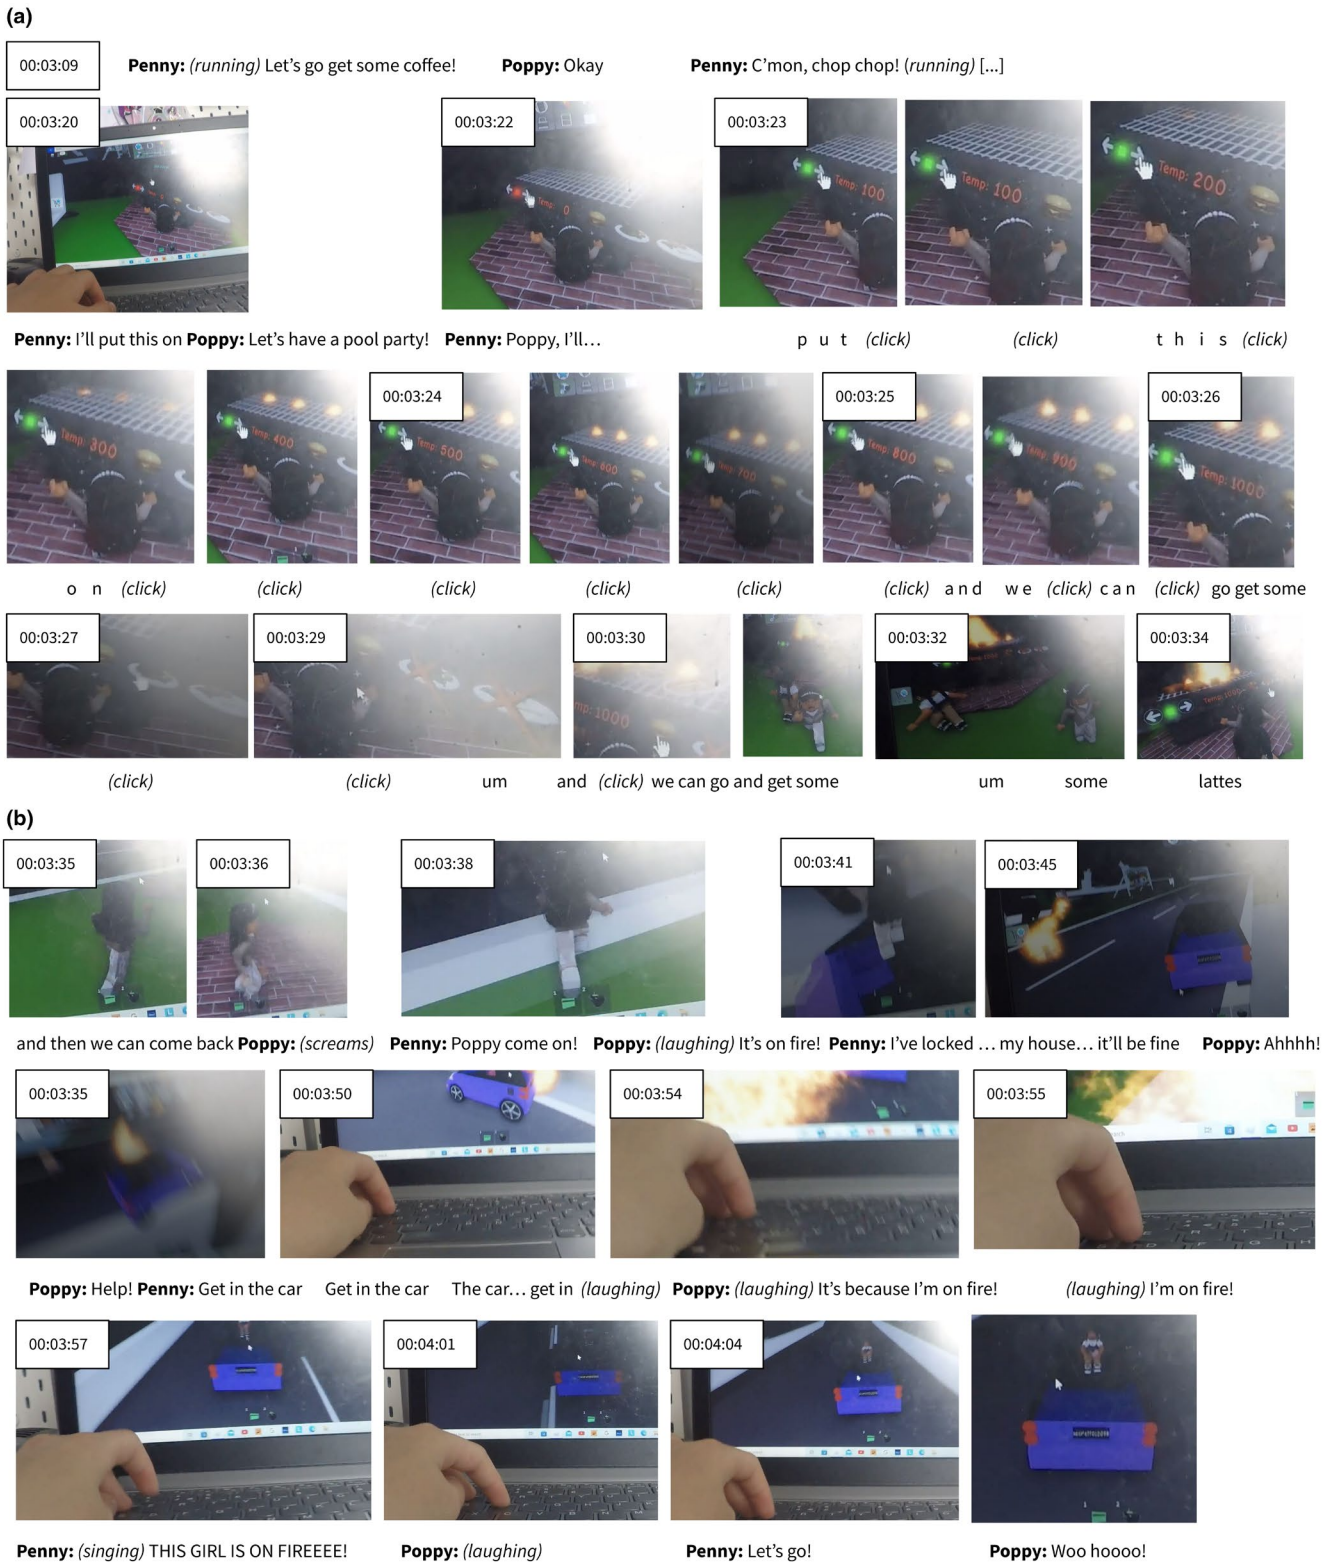 (a)
00:03:09
Penny: (running) Let's go get some coffee! Poppy: Okay Penny: C'mon, chop chop! (running) [...]
00:03:20 00:03:22 00:03:23
Temp: 0 Temp: 100 Temp: 100 Temp: 200
Penny: I'll put this on Poppy: Let's have a pool party! Penny: Poppy, I'll... p u t (click) (click) t h i s (click)
00:03:24 00:03:25 00:03:26
Temp: 300 Temp: 400 Temp: 500 Temp: 600 Temp: 700 Temp: 800 Temp: 900 Temp: 1000
o n (click) (click) (click) (click) (click) (click) and we (click) can (click) go get some
00:03:27 00:03:29 00:03:30 00:03:32 00:03:34
mp: 1000 Temp: 1000
(click) (click) um and (click) we can go and get some um some lattes
(b)
00:03:35 00:03:36 00:03:38 00:03:41 00:03:45
and then we can come back Poppy: (screams) Penny: Poppy come on! Poppy: (laughing) It's on fire! Penny: I've locked ... my house... it'll be fine Poppy: Ahhhh!
00:03:35 00:03:50 00:03:54 00:03:55
Poppy: Help! Penny: Get in the car Get in the car The car... get in (laughing) Poppy: (laughing) It's because I'm on fire! (laughing) I'm on fire!
00:03:57 00:04:01 00:04:04
Penny: (singing) THIS GIRL IS ON FIREEEE! Poppy: (laughing) Penny: Let's go! Poppy: Woo hoooo!